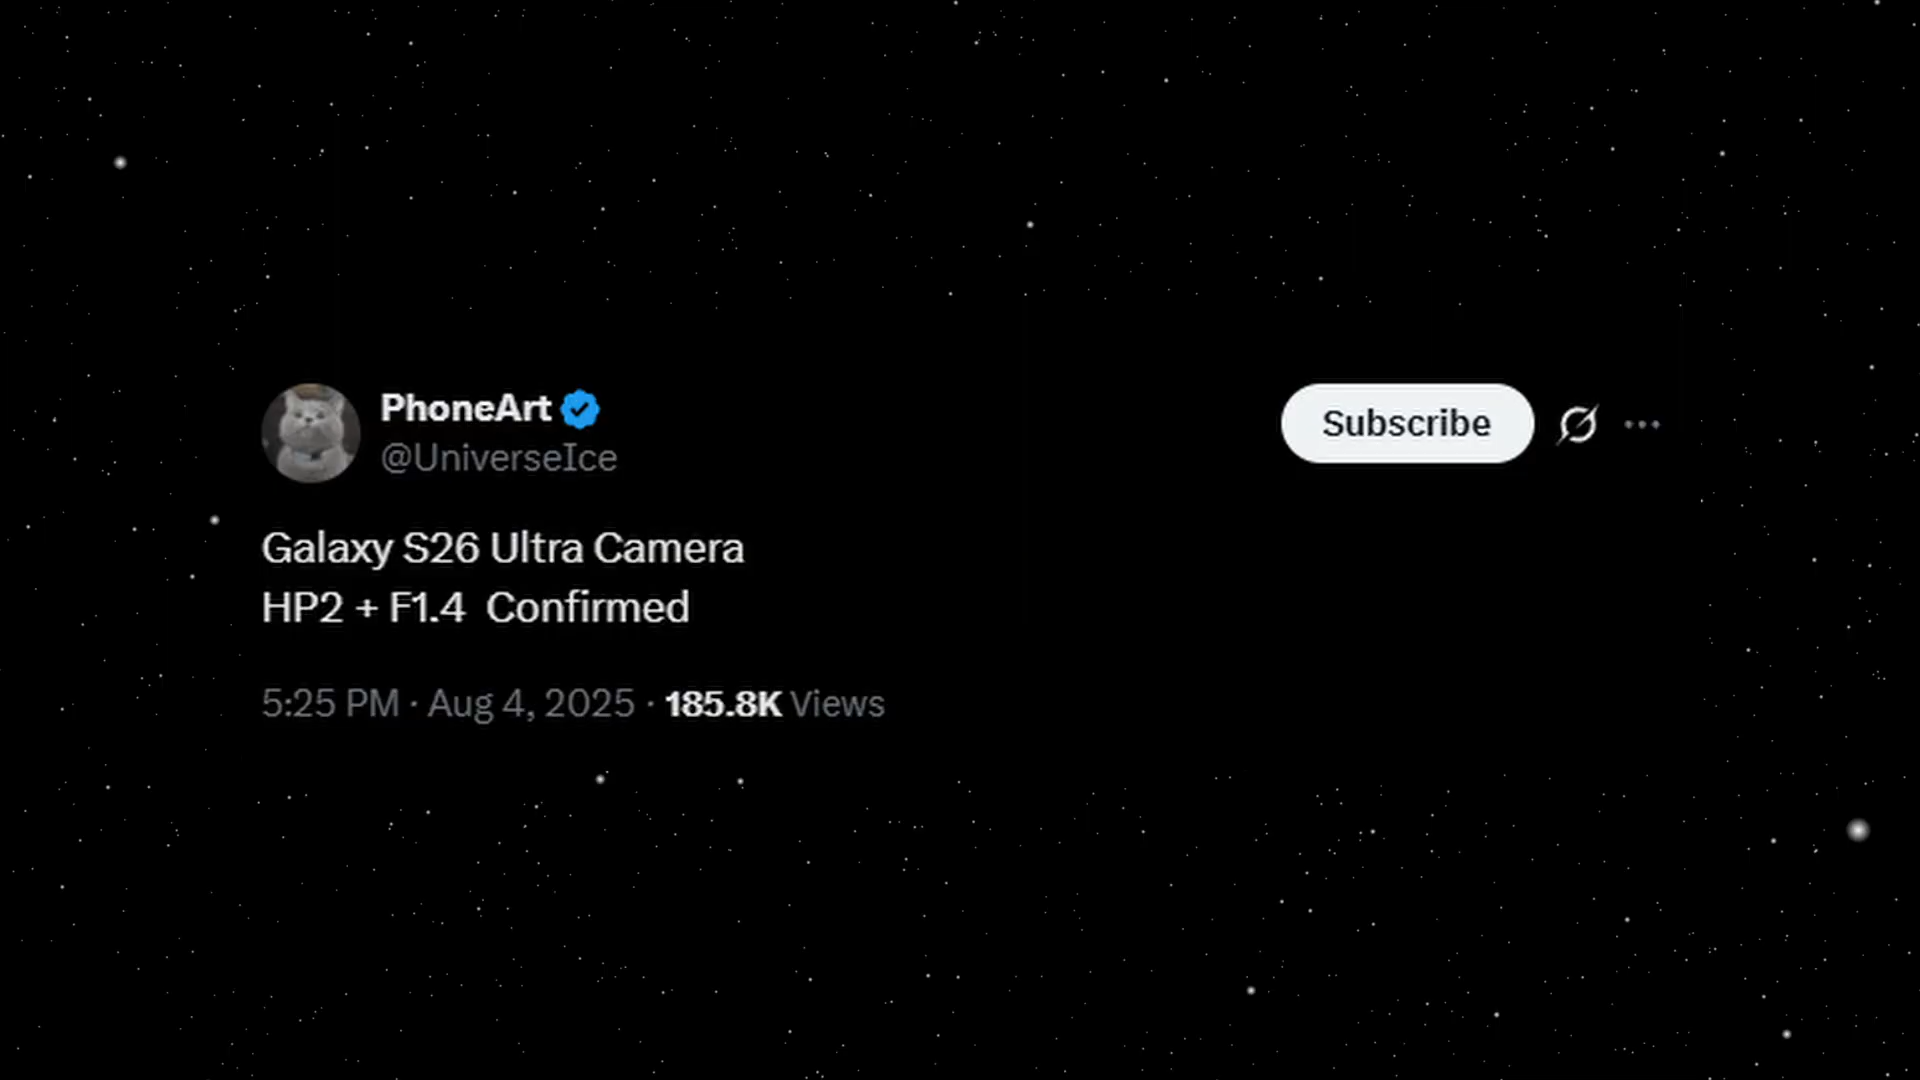 PhoneArt
@UniverseIce
Subscribe
Galaxy S26 Ultra Camera
HP2 + F1.4  Confirmed
5:25 PM · Aug 4, 2025 · 185.8K Views